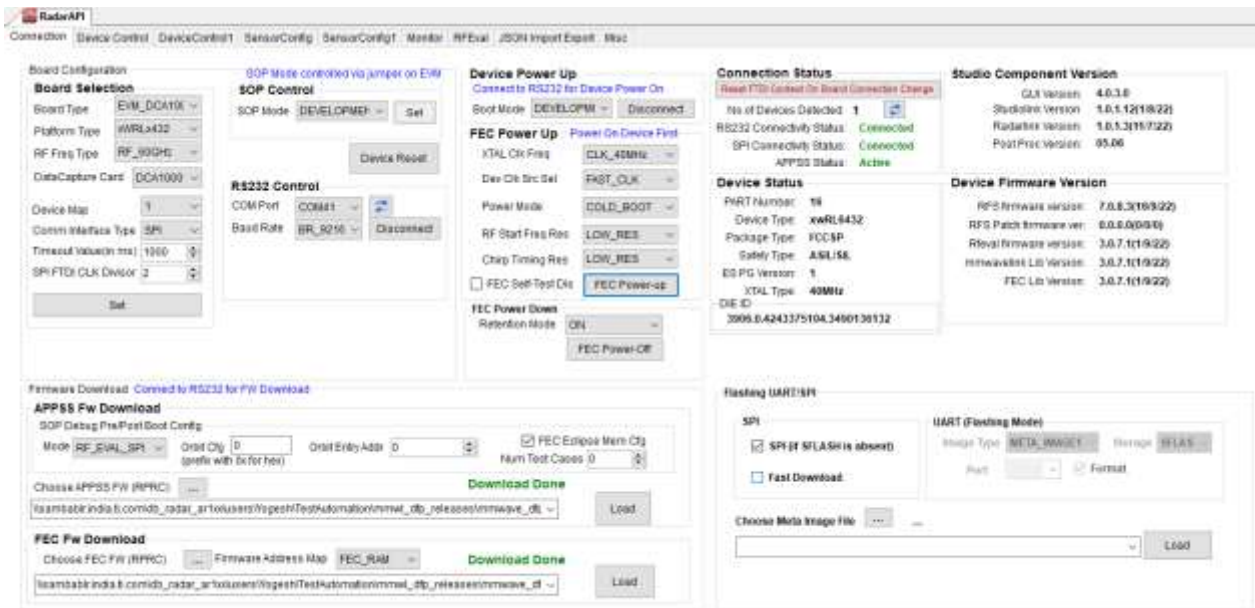 RadarAPI
Connection Device Control DeviceControl1 SensorConfig SensorConfig1 Monitor RFEval JSON Import Export Misc
Board Configuration
Board Selection
Board Type EVM_DCA10(
Platform Type xWRLx432
RF Freq Type RF_60GHz
DataCapture Card DCA1000
Device Map 1
Comm Interface Type SPI
Timeout Value(in ms) 1000
SPI FTDI CLK Divisor 2
Set
SOP Mode controlled via jumper on EVM
SOP Control
SOP Mode DEVELOPMEN Set
Device Reset
RS232 Control
COM Port COM41
Baud Rate BR_9216 Disconnect
Device Power Up
Connect to RS232 for Device Power On
Boot Mode DEVELOPM Disconnect
FEC Power Up Power On Device First
XTAL Clk Freq CLK_40MHz
Dev Clk Src Sel FAST_CLK
Power Mode COLD_BOOT
RF Start Freq Res LOW_RES
Chirp Timing Res LOW_RES
FEC Self-Test Dis FEC Power-up
FEC Power Down
Retention Mode ON
FEC Power-Off
Connection Status
Reset FTDI Context On Board Connection Change
No of Devices Detected 1
RS232 Connectivity Status: Connected
SPI Connectivity Status: Connected
APPSS Status: Active
Device Status
PART Number: 16
Device Type: xwRL6432
Package Type: FCCSP
Safety Type: ASIL/SIL
ES PG Version: 1
XTAL Type: 40MHz
DIE ID
Studio Component Version
GUI Version: 4.0.3.0
Studiolink Version 1.0.1.12(1/8/22)
Radarlink Version: 1.0.1.3(11/7/22)
Post Proc Version: 05.06
Device Firmware Version
RFS firmware version:
RFS Patch firmware ver: 0.0.0.0(0/0/0)
Rfeval firmware version: 3.0.7.1(1/9/22)
mmwavelink Lib Version: 3.0.7.1(1/9/22)
FEC Lib Version: 3.0.7.1(1/9/22)
Firmware Download Connect to RS232 for FW Download
APPSS Fw Download
SOP Debug Pre/Post Boot Config
Mode RF_EVAL_SPI Orbit Cfg 0 Orbit Entry Addr 0 FEC Eclipse Mem Cfg
(prefix with 0x for hex) Num Test Cases 0
Choose APPSS FW (RPRC) ... Download Done
Load
FEC Fw Download
Choose FEC FW (RPRC) ... Firmware Address Map FEC_RAM Download Done
Load
Flashing UART/SPI
SPI
SPI (if SFLASH is absent)
Fast Download
UART (Flashing Mode)
Image Type META_IMAGE1 Storage SFLAS
Port Format
Choose Meta Image File ... ...
Load